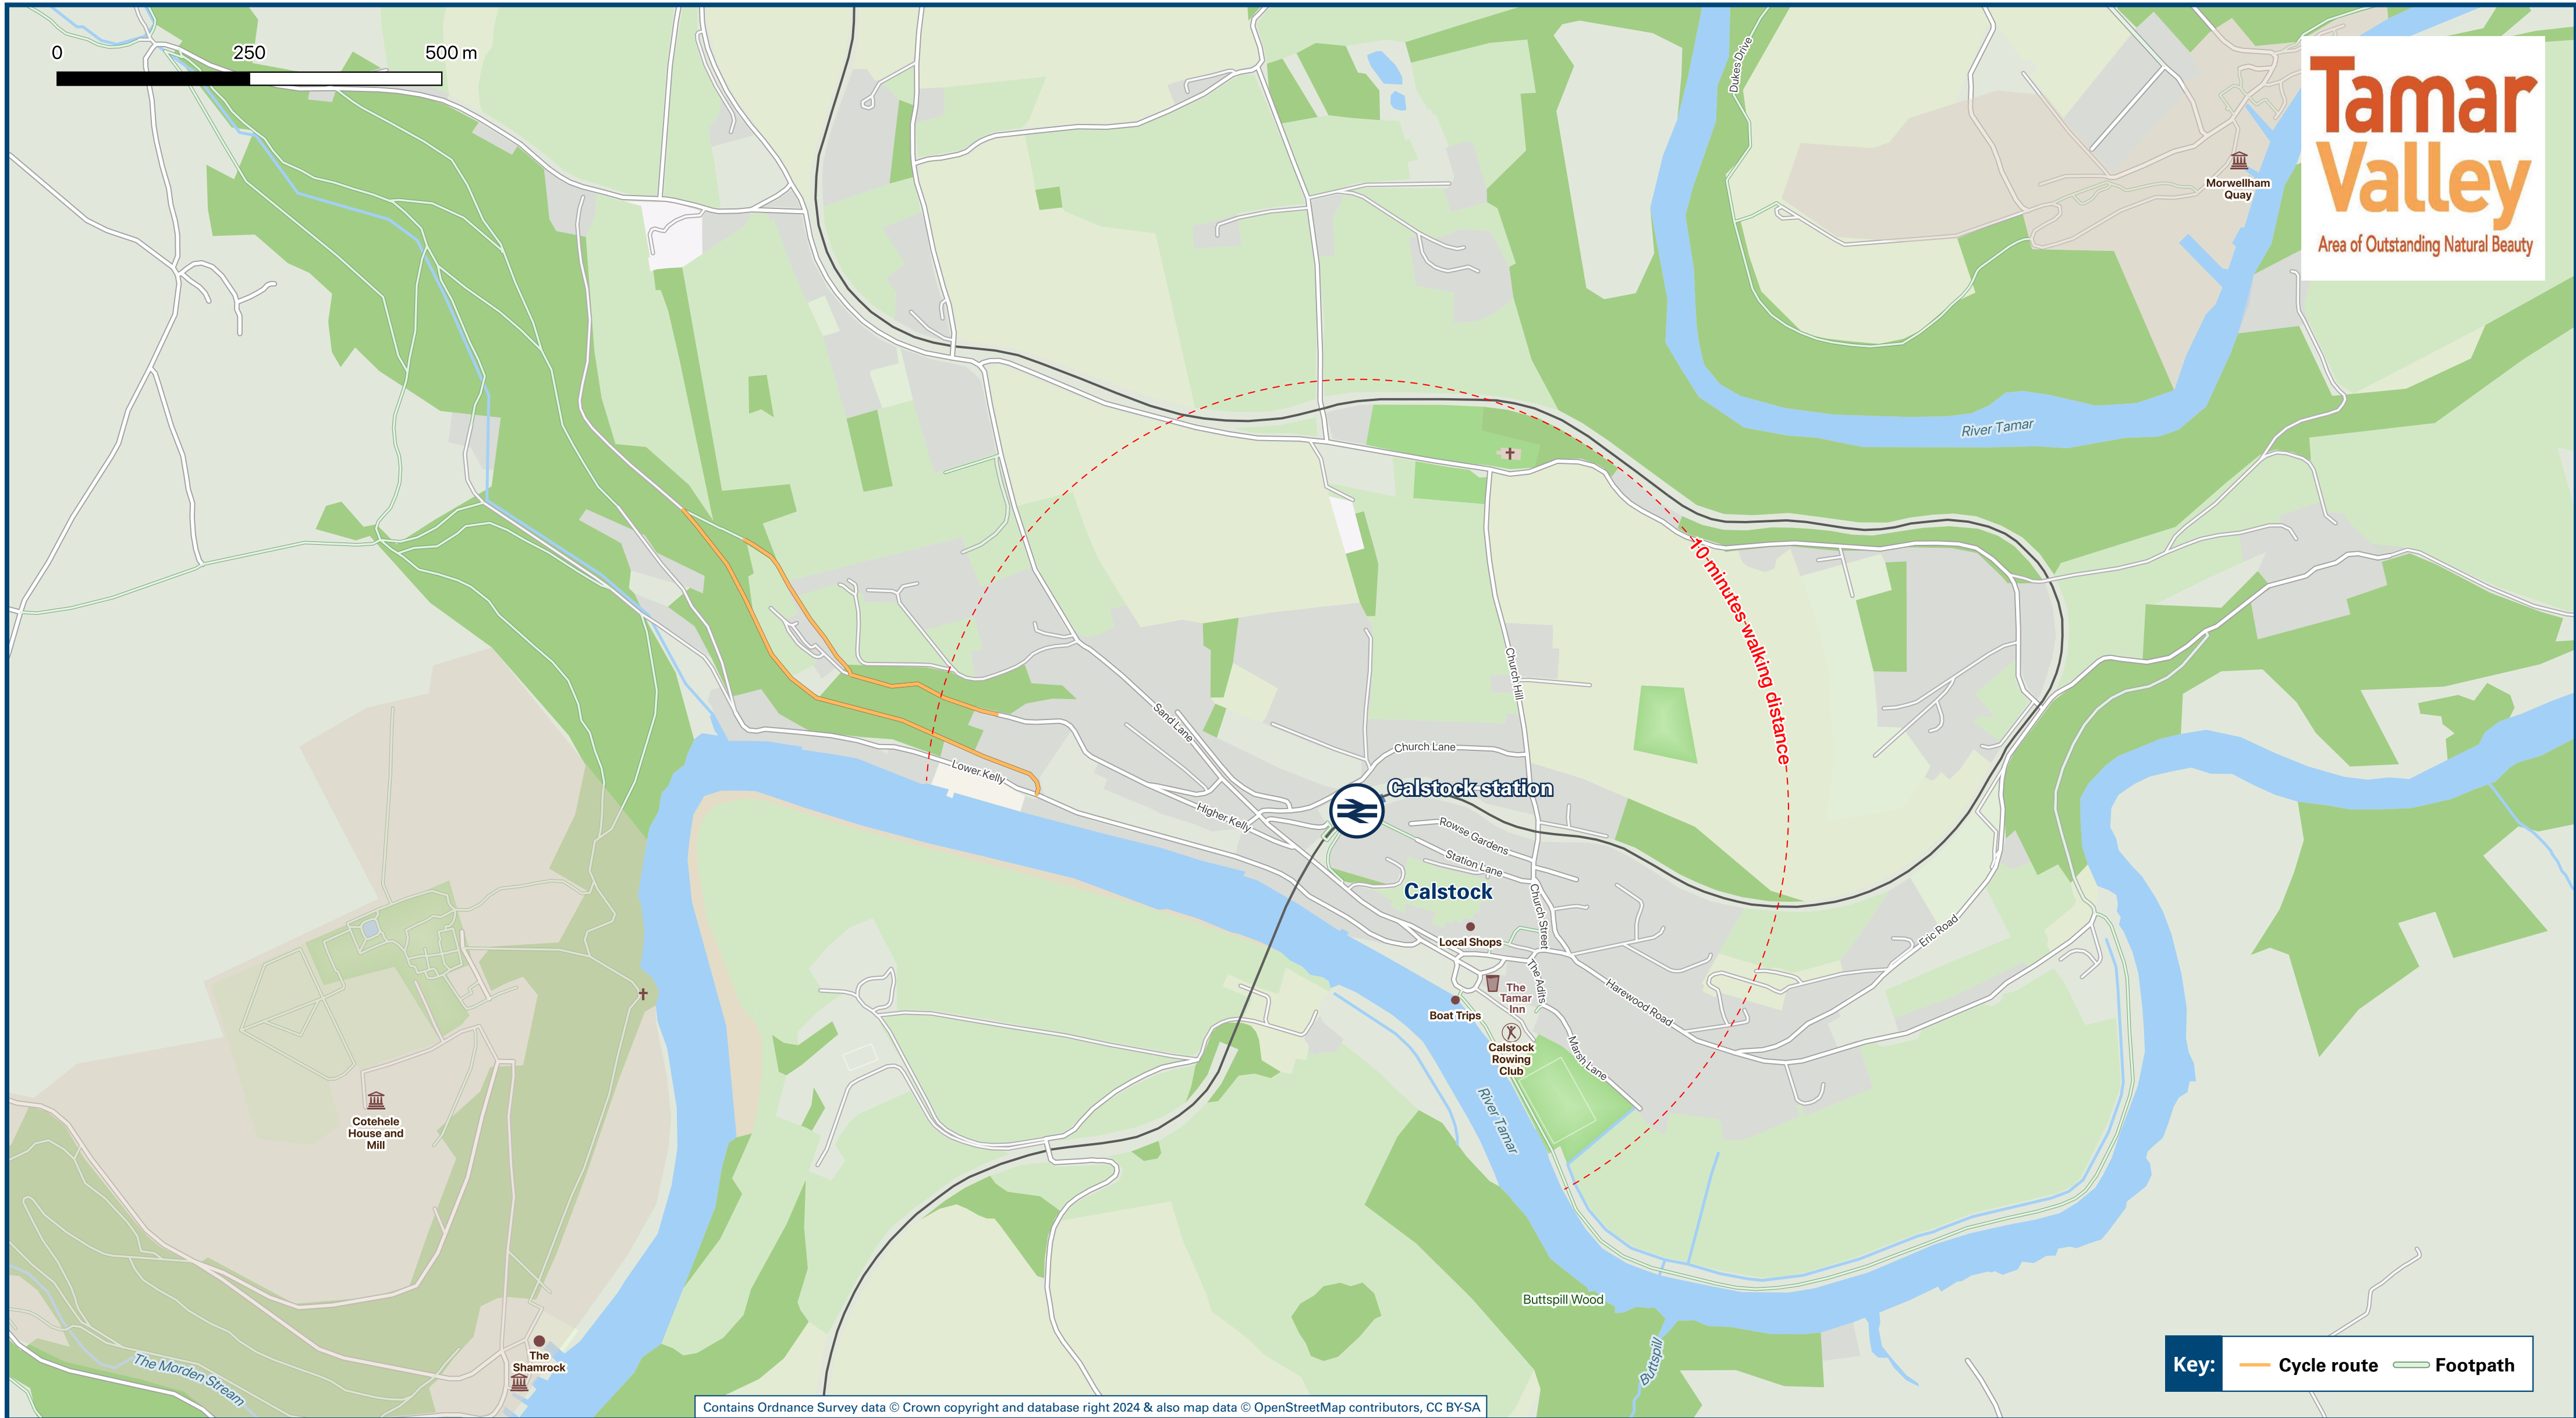 0 250 500 m
Tamar
Valley
Area of Outstanding Natural Beauty
Dukes Drive
Morwellham
Quay
River Tamar
10-minutes-walking distance
Church Hill
Sand Lane
Church Lane
Lower Kelly
Calstock station
Higher Kelly
Rowse Gardens
Station Lane
Calstock
Church Street
Local Shops
Eric Road
The Adits
The
Tamar
Inn
Harewood Road
Boat Trips
Calstock
Rowing
Club
Marsh Lane
River Tamar
Cotehele
House and
Mill
Buttspill Wood
Buttspill
The
Shamrock
The Morden Stream
Key: Cycle route Footpath
Contains Ordnance Survey data © Crown copyright and database right 2024 & also map data © OpenStreetMap contributors, CC BY-SA